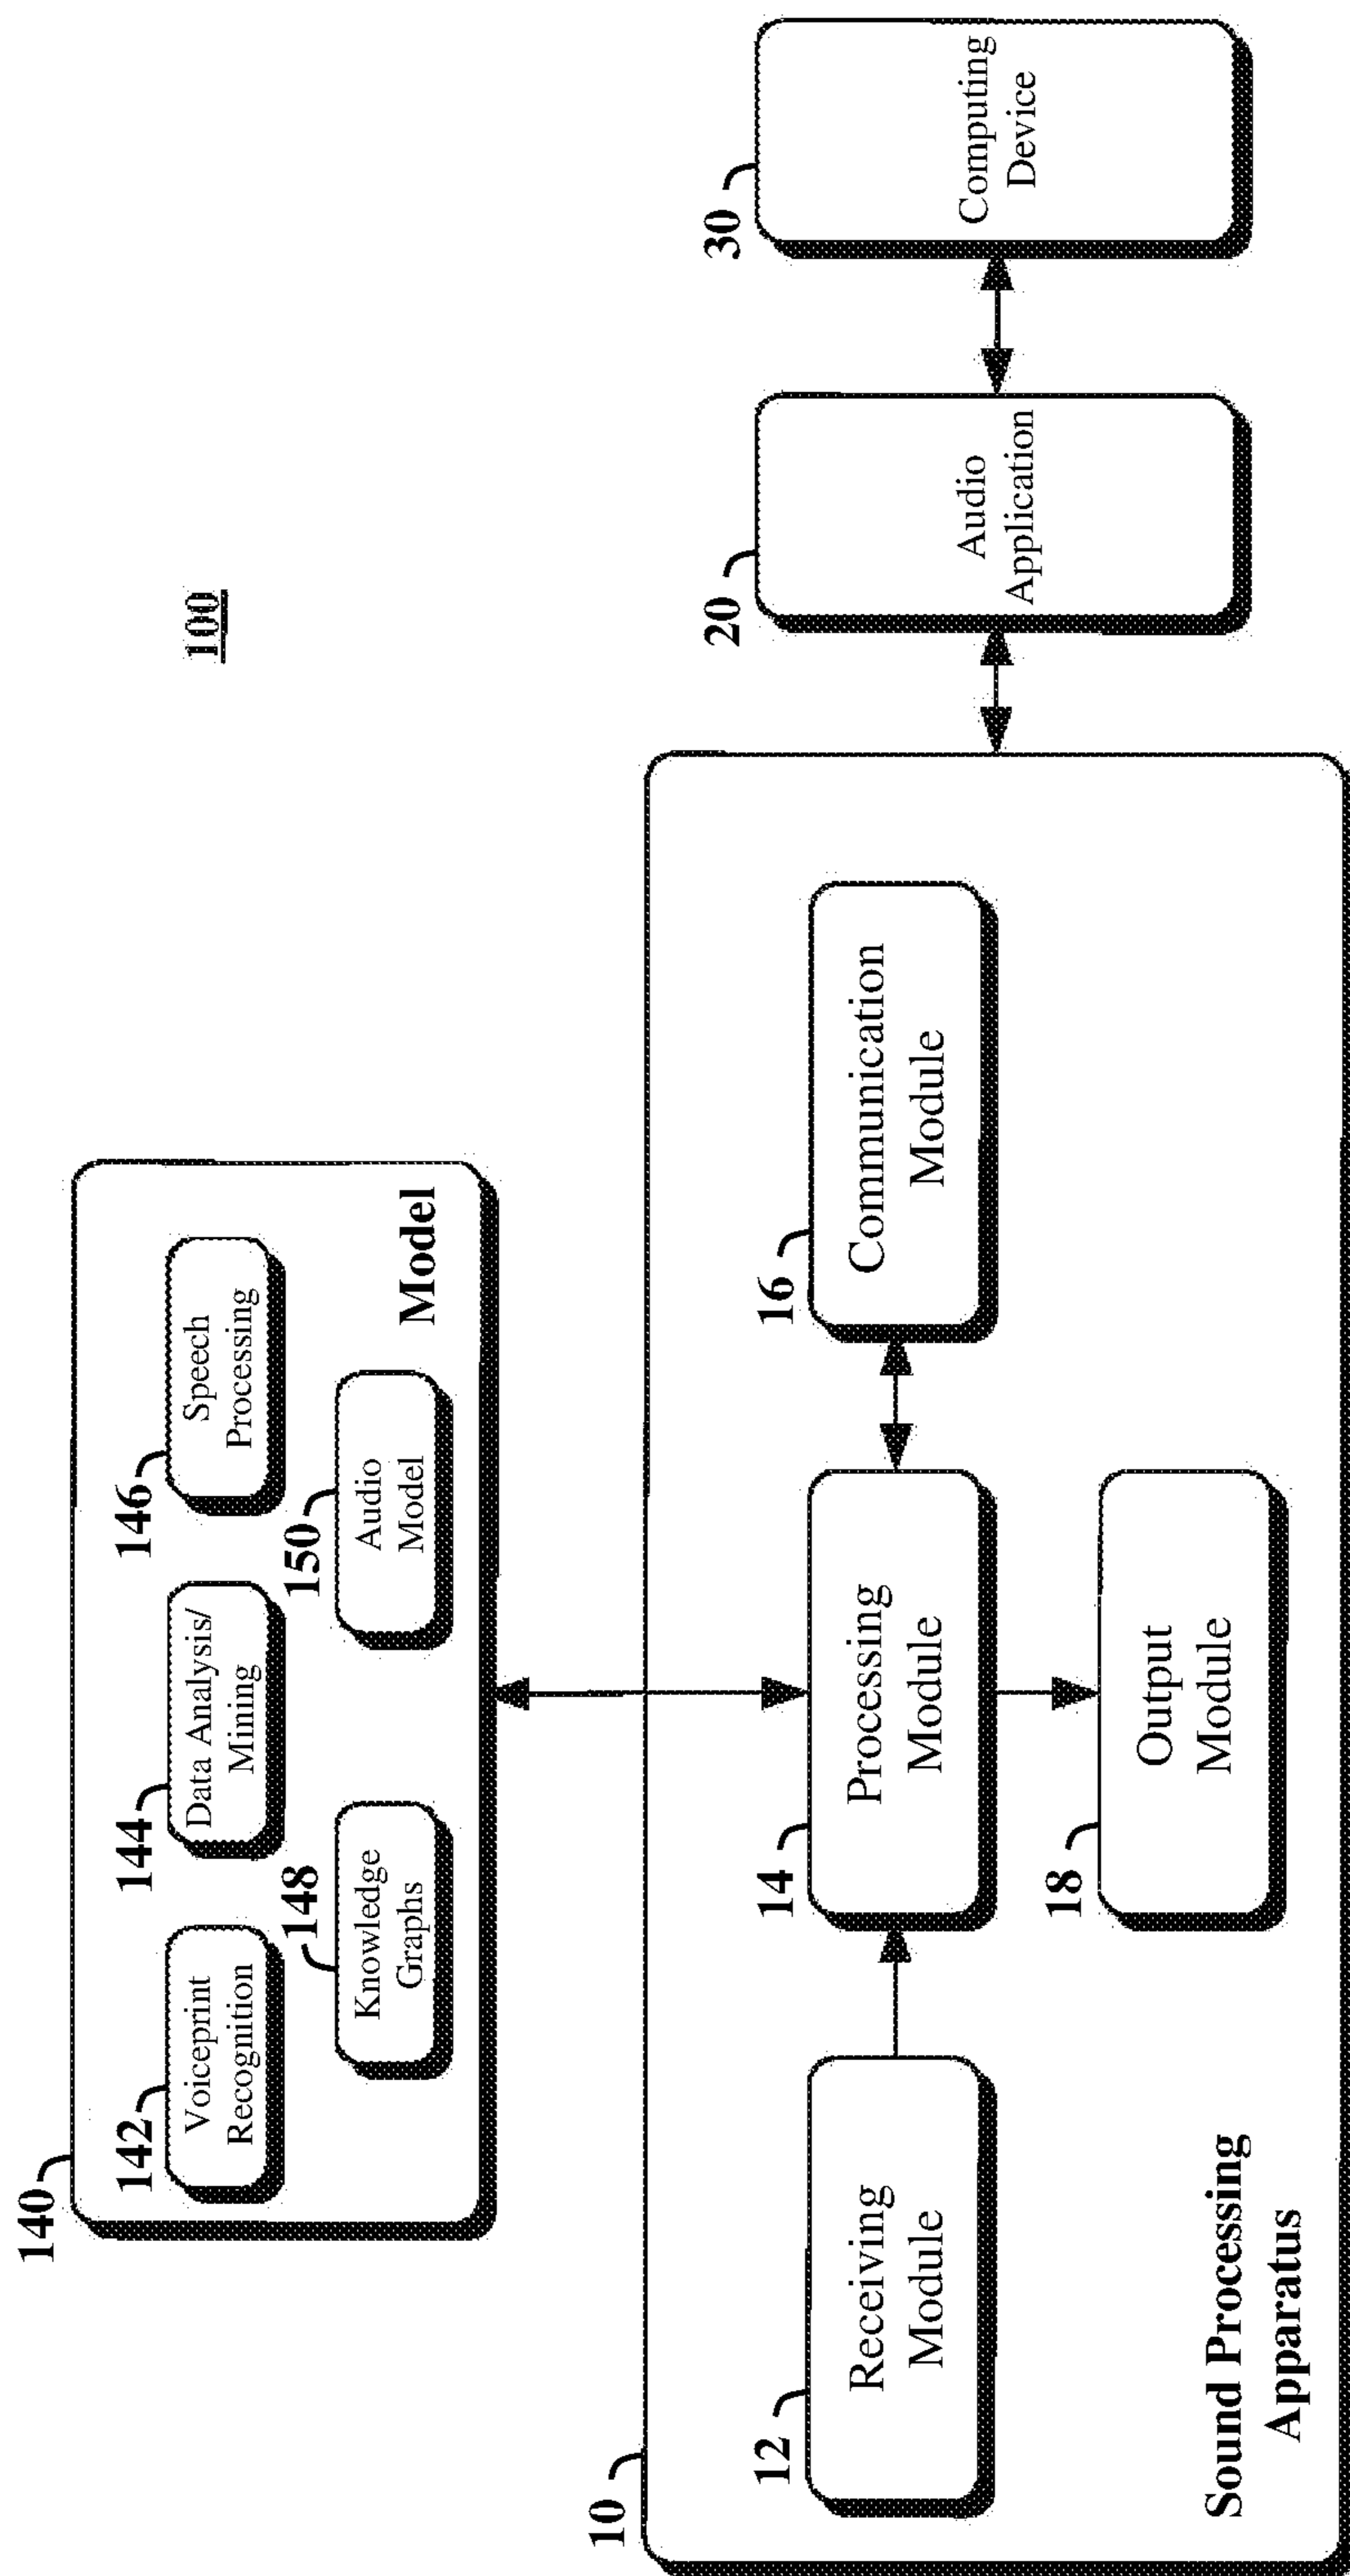 100
140
142
Voiceprint
Recognition
144
Data Analysis/
Mining
146
Speech
Processing
148
Knowledge
Graphs
150
Audio
Model
Model
10
12
Receiving
Module
14
Processing
Module
16
Communication
Module
18
Output
Module
Sound Processing
Apparatus
20
Audio
Application
30
Computing
Device